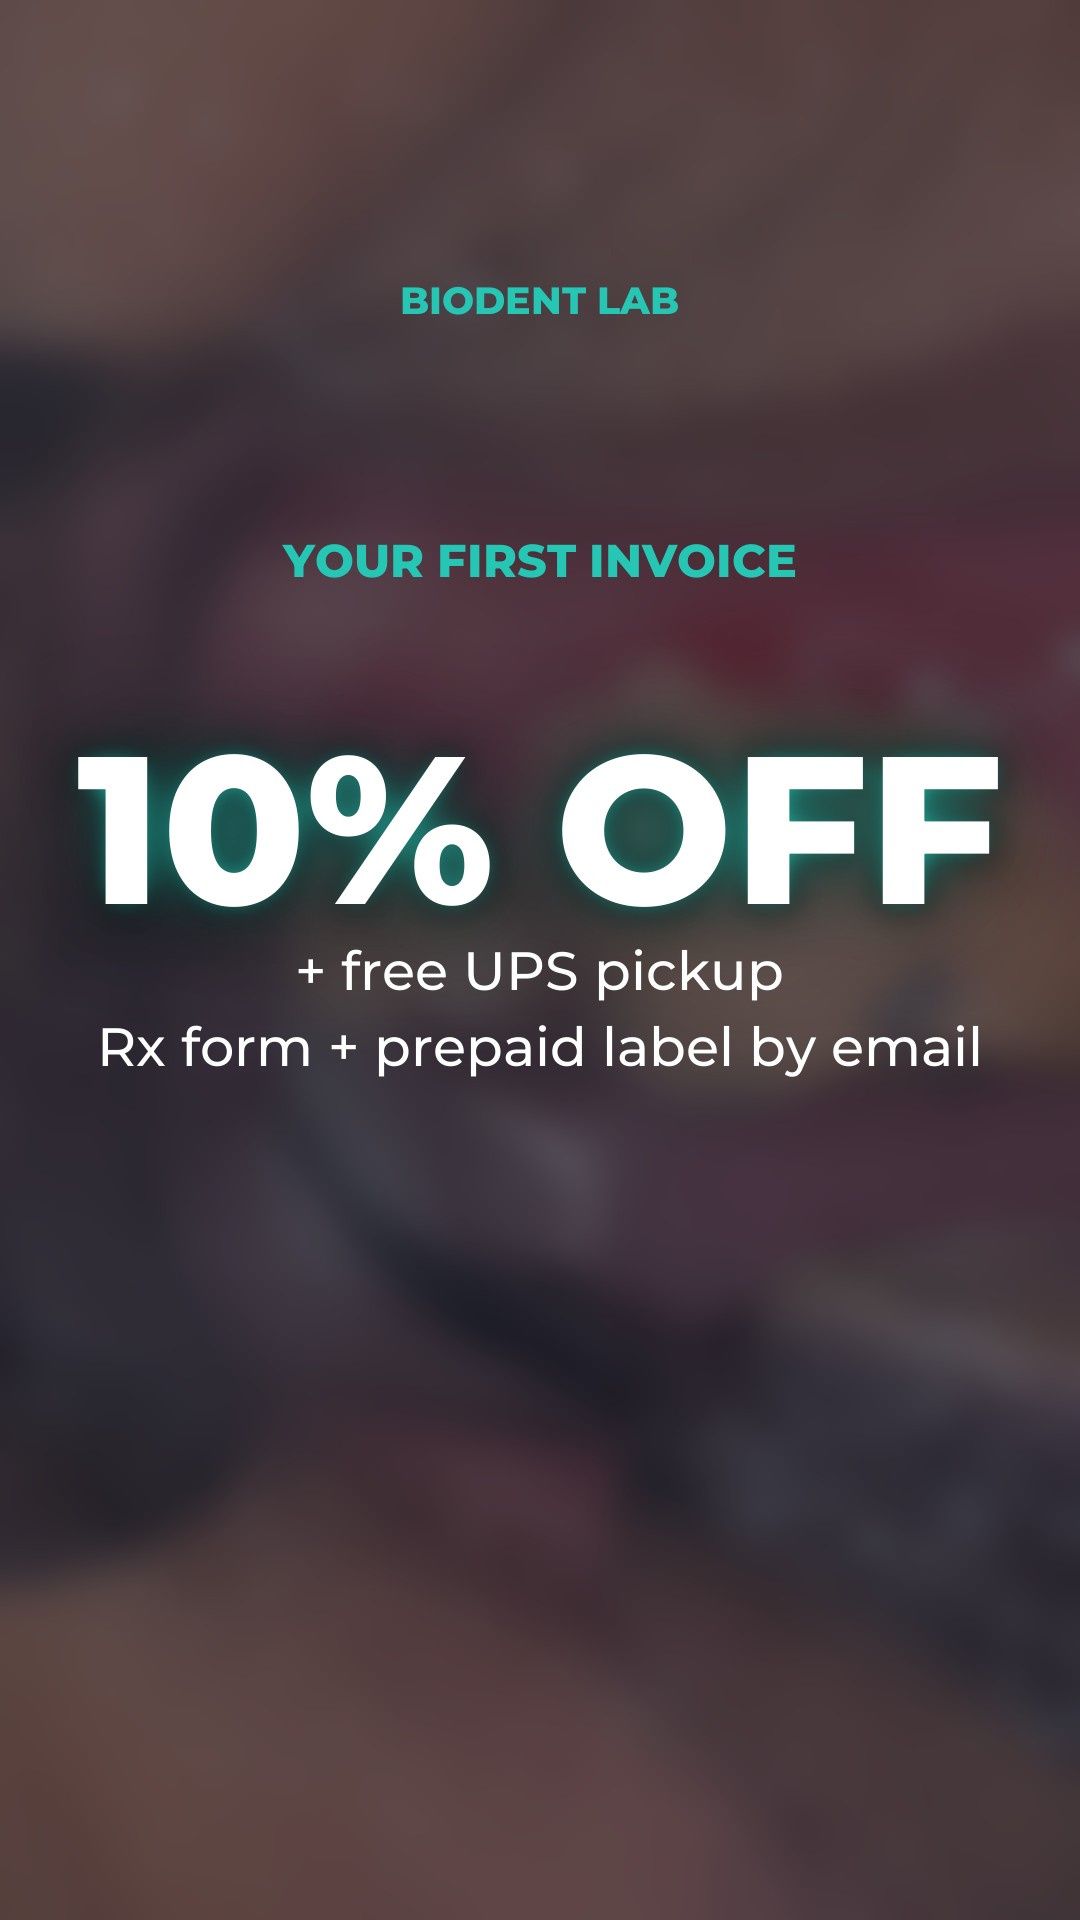 BIODENT LAB
YOUR FIRST INVOICE
10% OFF
+ free UPS pickup
Rx form + prepaid label by email